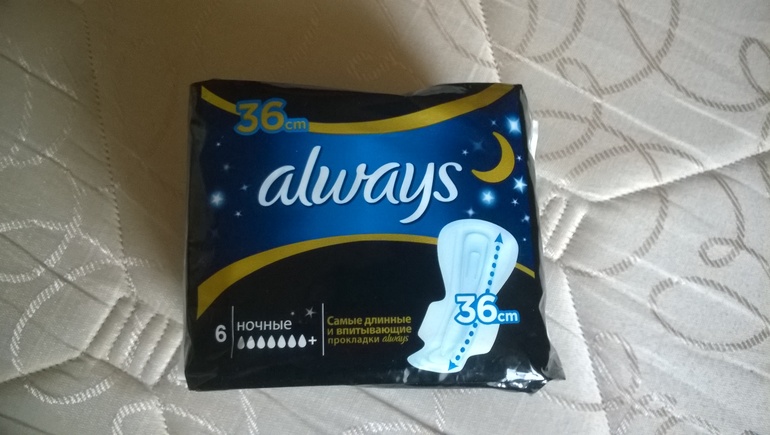 36cm
always
6 ночные
+
Самые длинные
и впитывающие
прокладки always
36cm